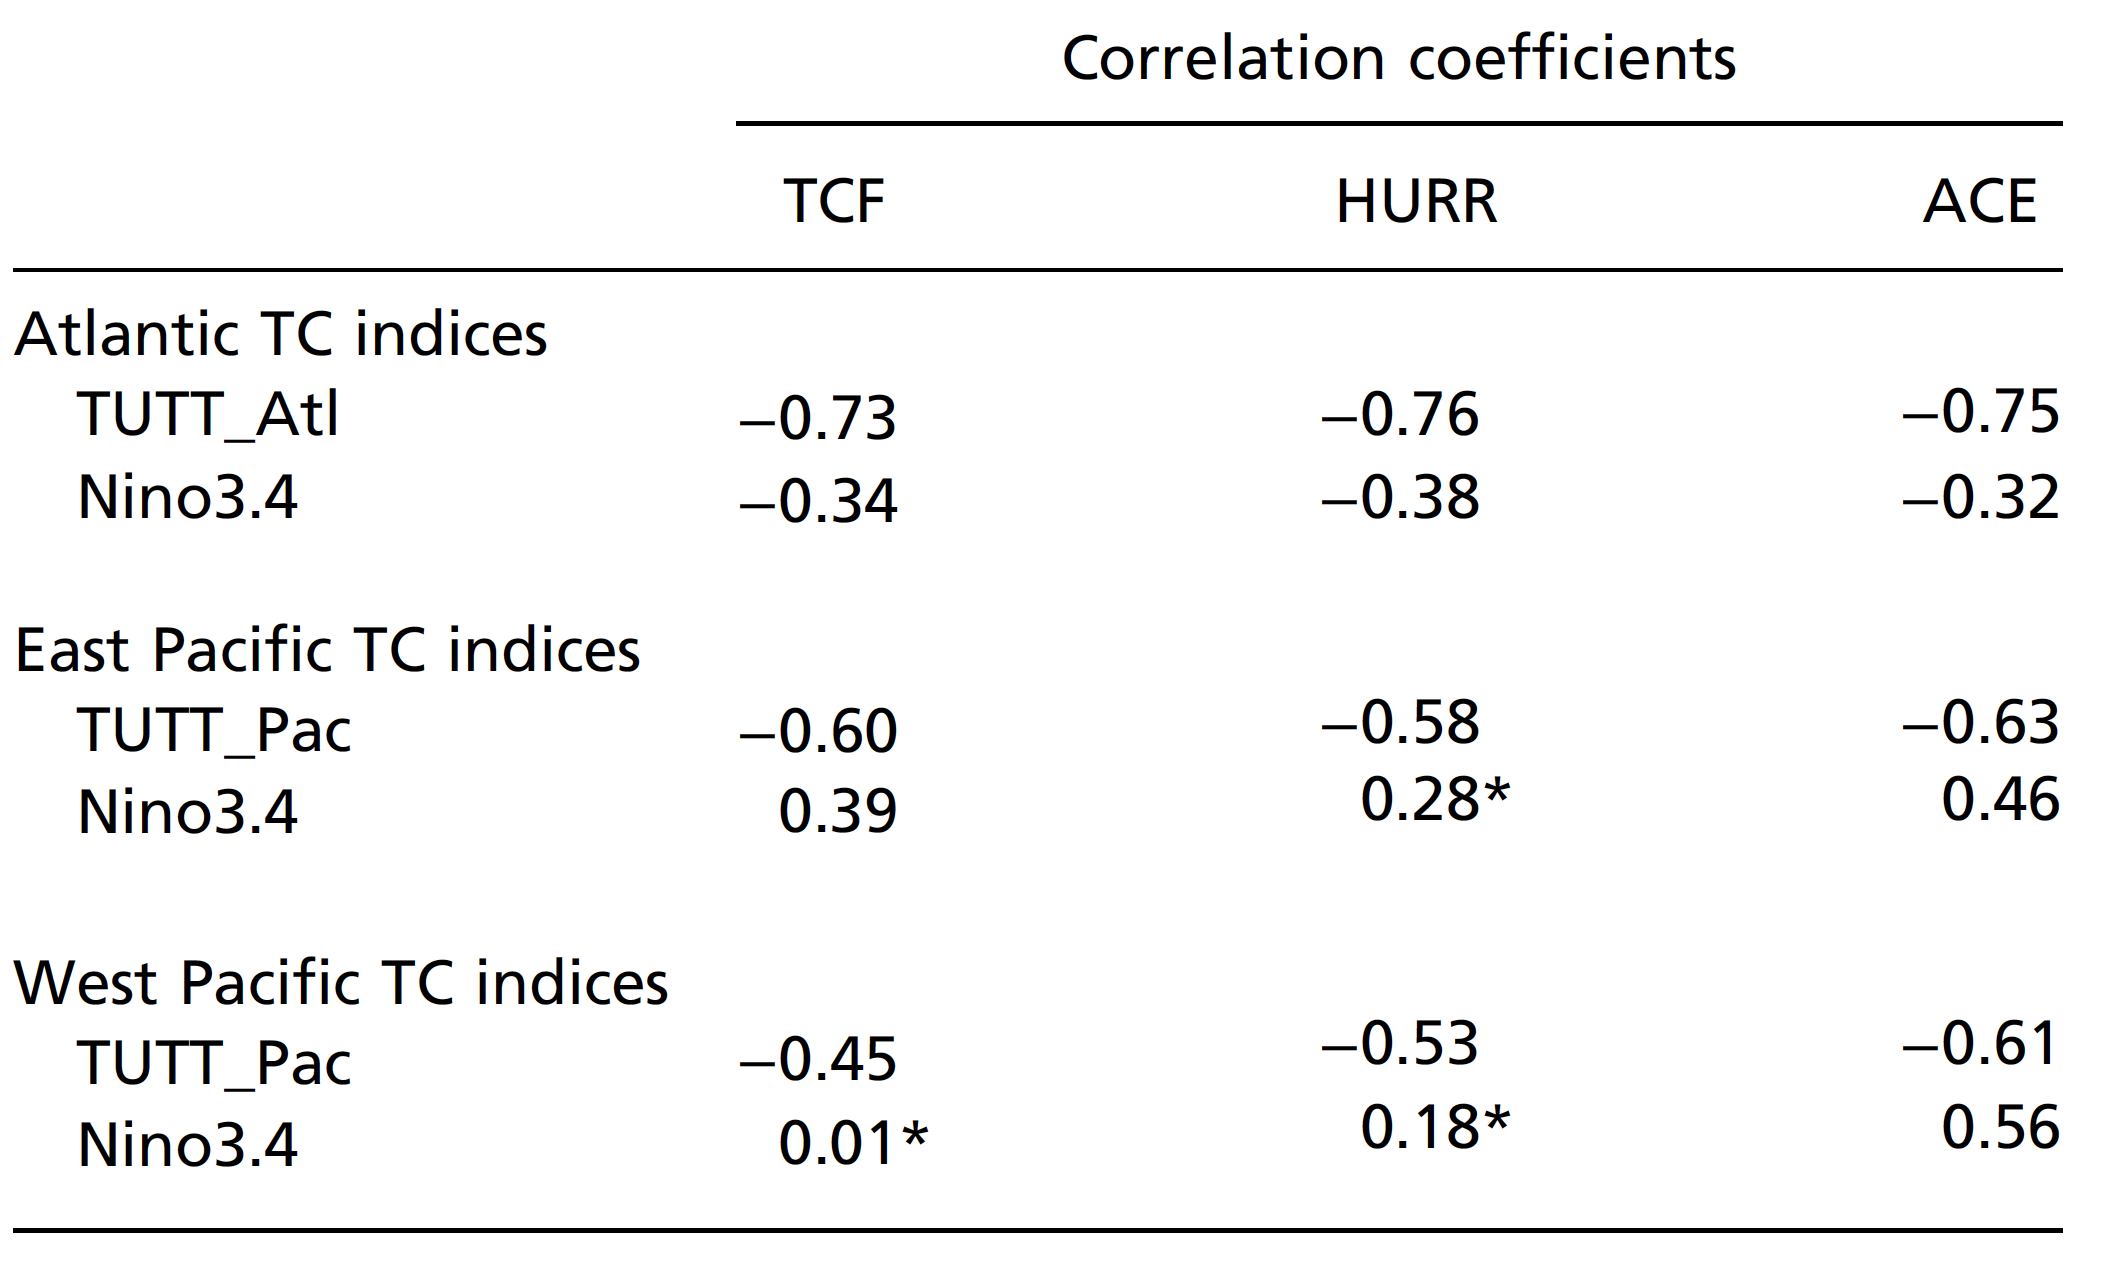 Correlation coefficients
TCF HURR ACE
Atlantic TC indices
TUTT_Atl –0.73 –0.76 –0.75
Nino3.4 –0.34 –0.38 –0.32
East Pacific TC indices
TUTT_Pac –0.60 –0.58 –0.63
Nino3.4 0.39 0.28* 0.46
West Pacific TC indices
TUTT_Pac –0.45 –0.53 –0.61
Nino3.4 0.01* 0.18* 0.56